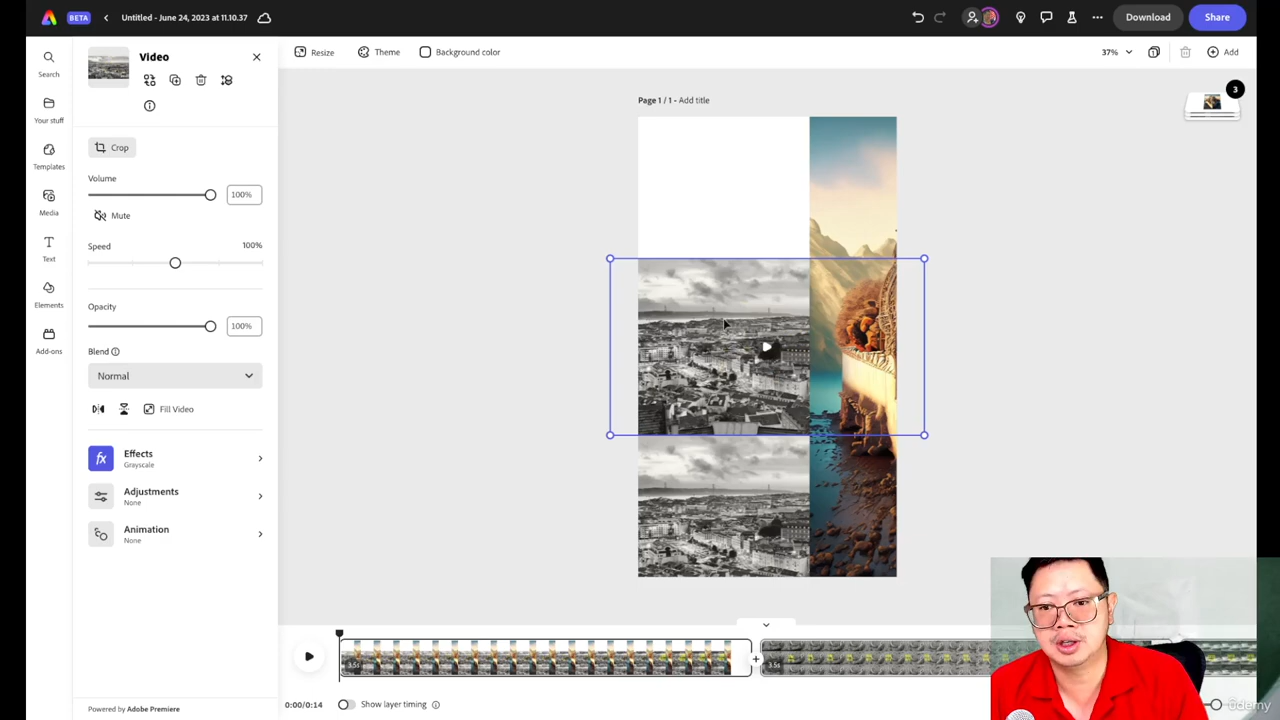 BETA
Untitled - June 24, 2023 at 11.10.37
Download
Share
Search
Your stuff
Templates
Media
Text
Elements
Add-ons
Video
Crop
Volume
100%
Mute
Speed
100%
Opacity
100%
Blend
Normal
Fill Video
fx
Effects
Grayscale
Adjustments
None
Animation
None
Powered by Adobe Premiere
Resize
Theme
Background color
37%
1
Add
Page 1 / 1 - Add title
3
3.5s
3.5s
0:00/0:14
Show layer timing
udemy